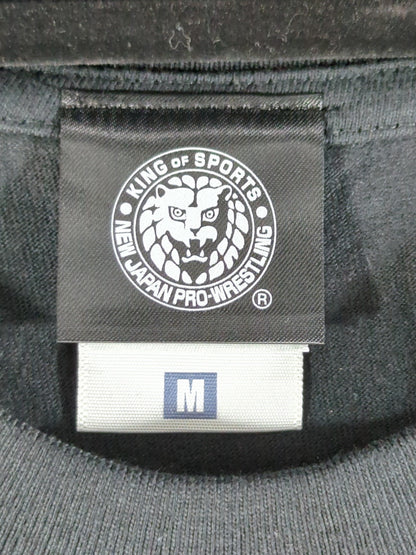 KING OF SPORTS
NEW JAPAN PRO-WRESTLING
®
M